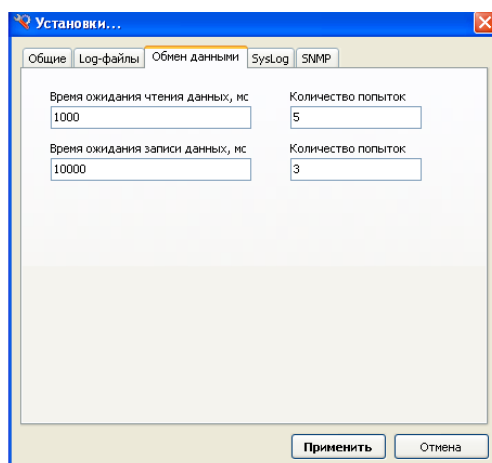 Установки...
Общие Log-файлы Обмен данными SysLog SNMP
Время ожидания чтения данных, мс Количество попыток
1000 5
Время ожидания записи данных, мс Количество попыток
10000 3
Применить Отмена